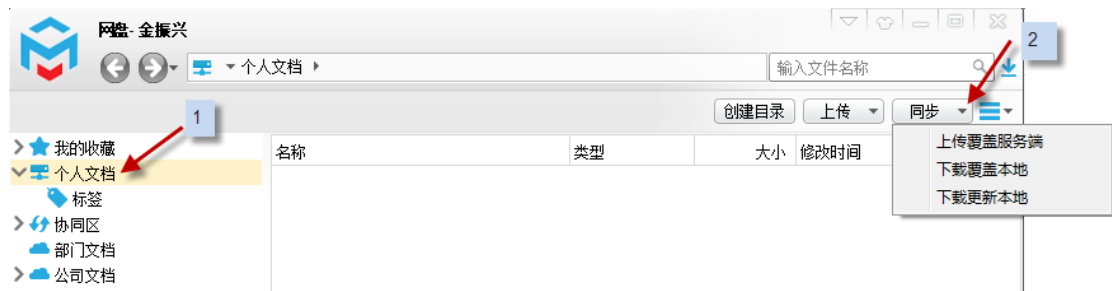 网盘- 金振兴
2
个人文档
输入文件名称
1
创建目录 上传 同步
我的收藏
名称 类型 大小 修改时间
上传覆盖服务端
个人文档
下载覆盖本地
标签
下载更新本地
协同区
部门文档
公司文档